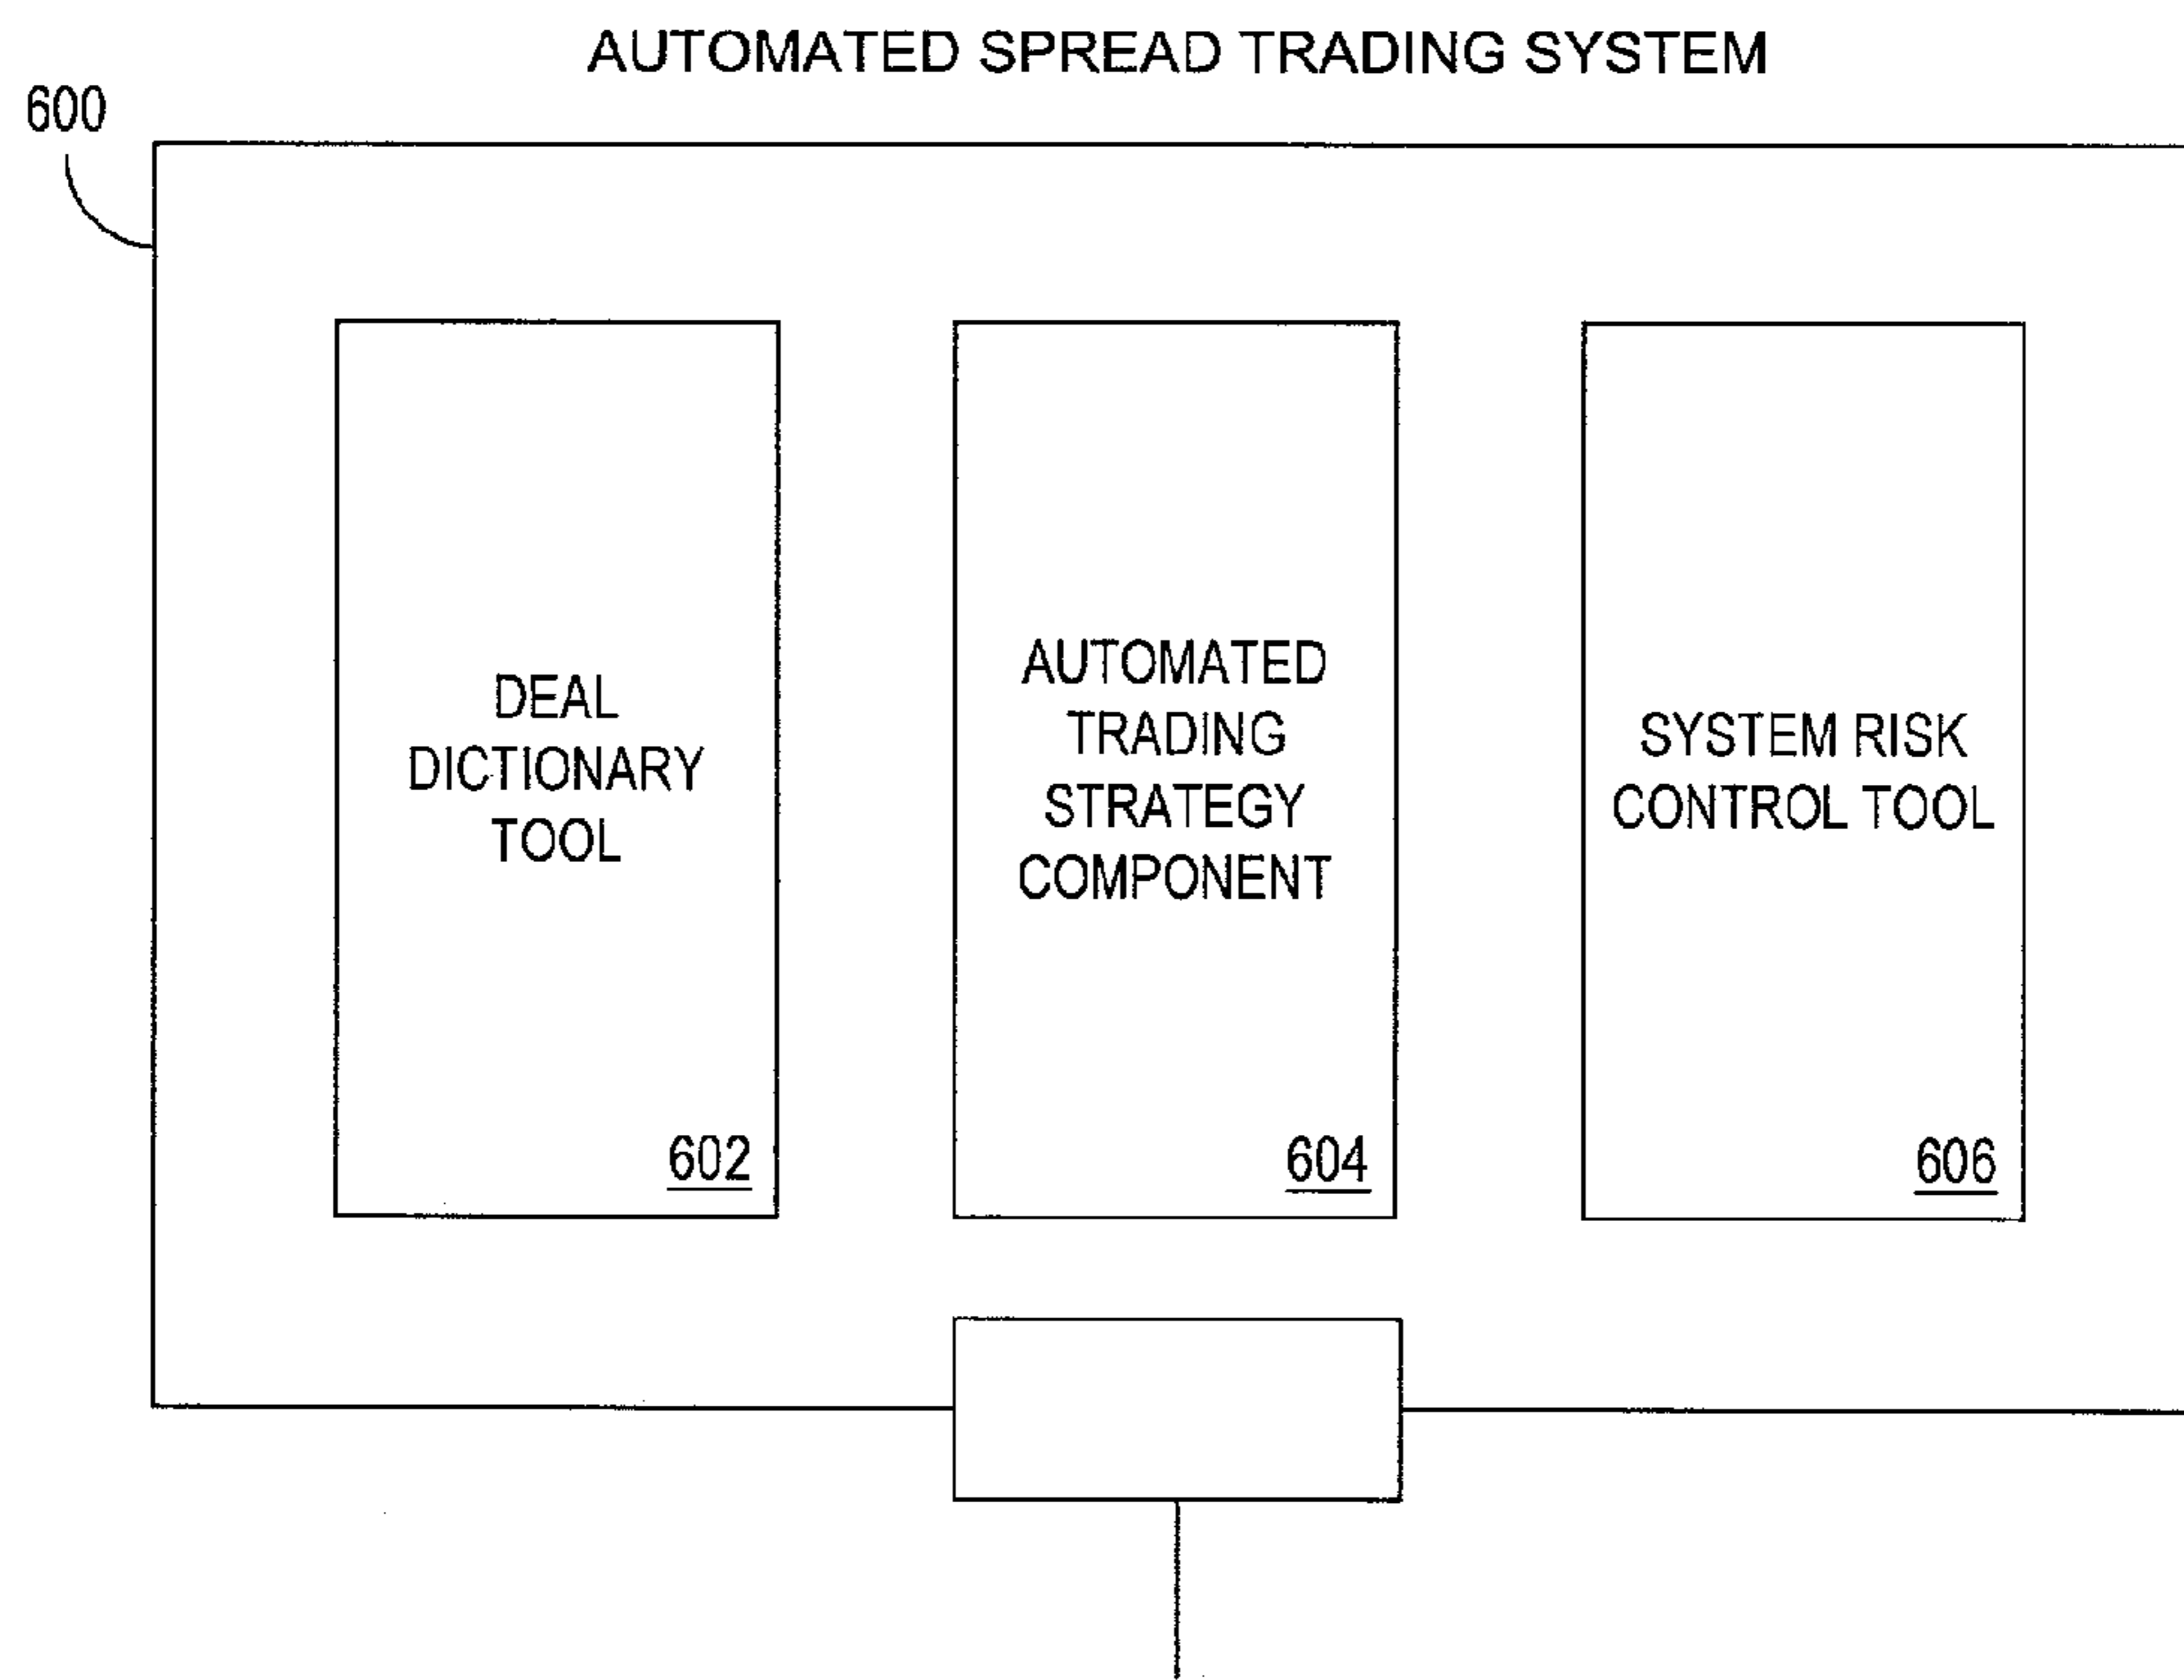 AUTOMATED SPREAD TRADING SYSTEM
600
DEAL
DICTIONARY
TOOL
602
AUTOMATED
TRADING
STRATEGY
COMPONENT
604
SYSTEM RISK
CONTROL TOOL
606